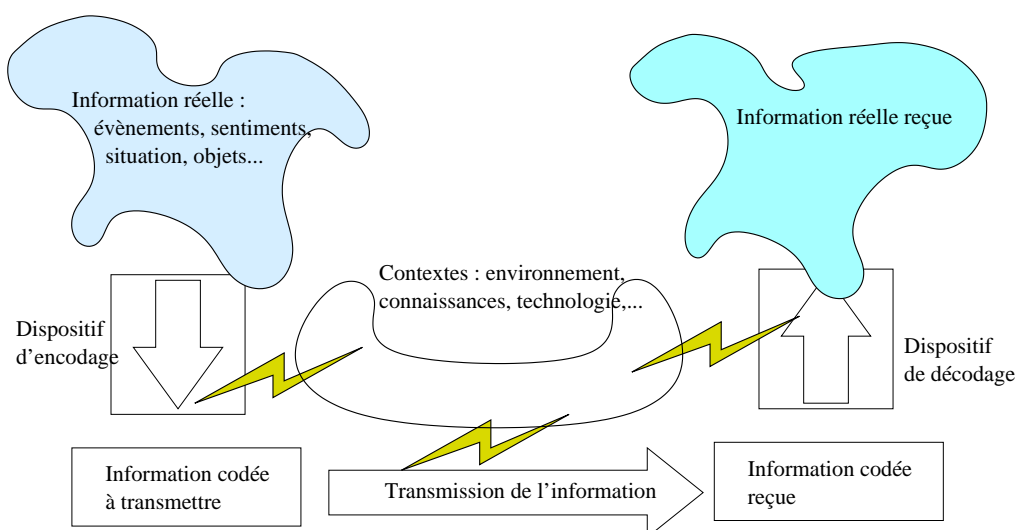 Information réelle :
évènements, sentiments,
situation, objets...
Information réelle reçue
Contextes : environnement,
connaissances, technologie,...
Dispositif
d'encodage
Dispositif
de décodage
Information codée
à transmettre
Transmission de l'information
Information codée
reçue